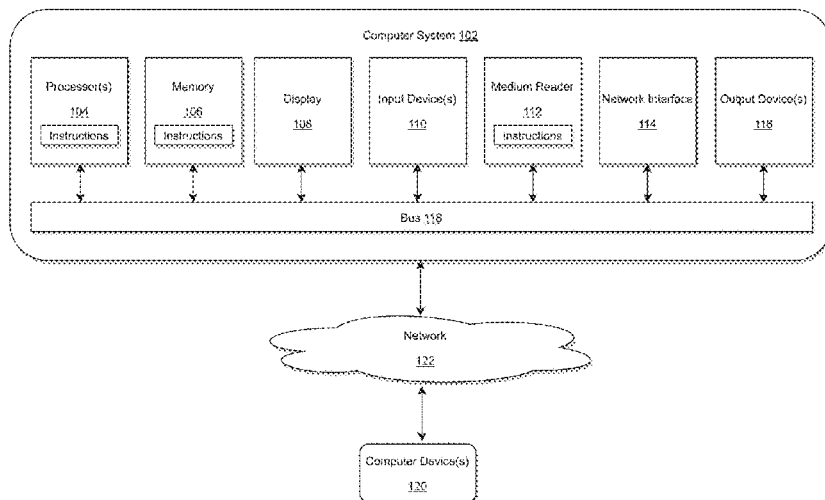 Computer System 102
Processor(s)
104
Instructions
Memory
106
Instructions
Display
108
Input Device(s)
110
Medium Reader
112
Instructions
Network Interface
114
Output Device(s)
116
Bus 118
Network
122
Computer Device(s)
120